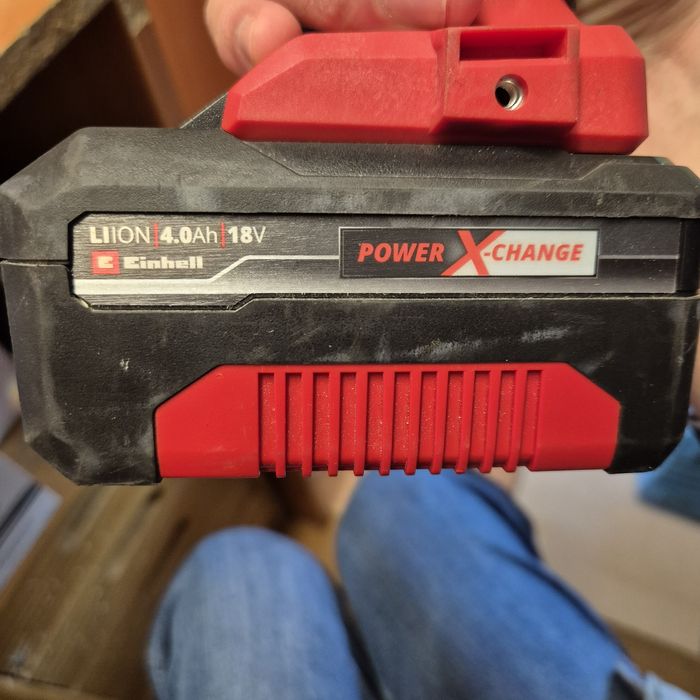 LIION|4.0Ah|18V
Einhell
POWER X-CHANGE